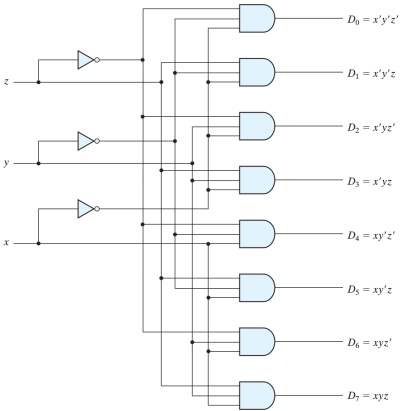 D₀ = x'y'z'
z
D₁ = x'y'z
D₂ = x'yz'
y
D₃ = x'yz
x
D₄ = xy'z'
D₅ = xy'z
D₆ = xyz'
D₇ = xyz